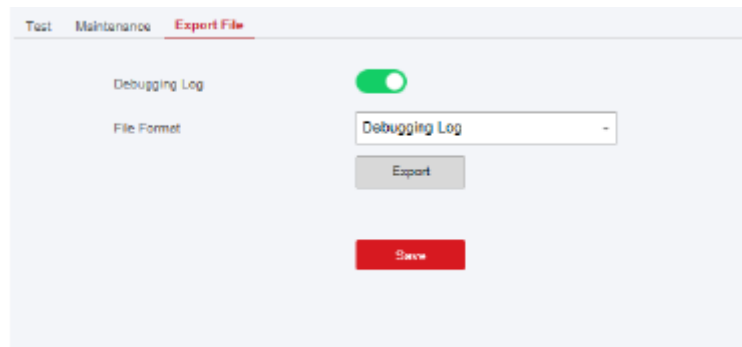 Test Maintenance Export File
Debugging Log
File Format Debugging Log
Export
Save